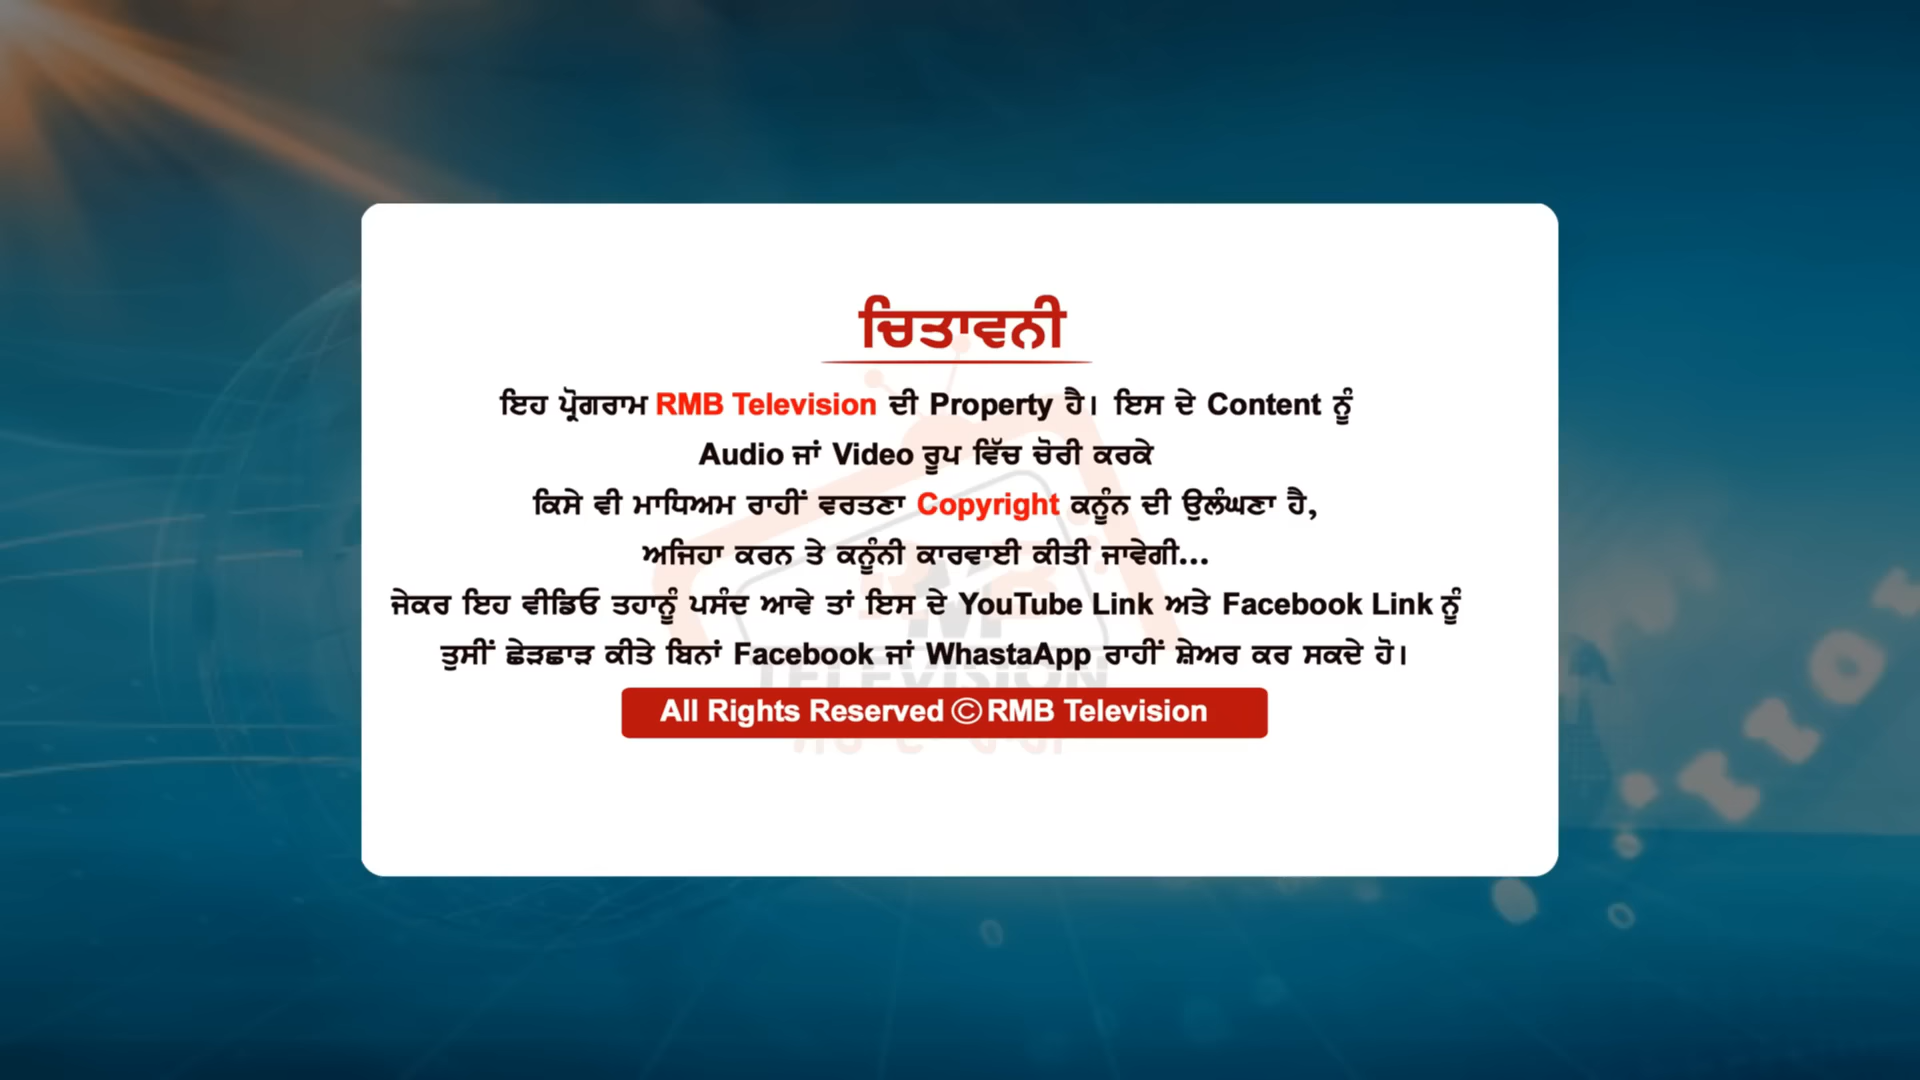 ਚਿਤਾਵਨੀ
ਇਹ ਪ੍ਰੋਗਰਾਮ RMB Television ਦੀ Property ਹੈ। ਇਸ ਦੇ Content ਨੂੰ
Audio ਜਾਂ Video ਰੂਪ ਵਿੱਚ ਚੋਰੀ ਕਰਕੇ
ਕਿਸੇ ਵੀ ਮਾਧਿਅਮ ਰਾਹੀਂ ਵਰਤਣਾ Copyright ਕਨੂੰਨ ਦੀ ਉਲੰਘਣਾ ਹੈ,
ਅਜਿਹਾ ਕਰਨ ਤੇ ਕਨੂੰਨੀ ਕਾਰਵਾਈ ਕੀਤੀ ਜਾਵੇਗੀ...
ਜੇਕਰ ਇਹ ਵੀਡਿਓ ਤਹਾਨੂੰ ਪਸੰਦ ਆਵੇ ਤਾਂ ਇਸ ਦੇ YouTube Link ਅਤੇ Facebook Link ਨੂੰ
ਤੁਸੀਂ ਛੇੜਛਾੜ ਕੀਤੇ ਬਿਨਾਂ Facebook ਜਾਂ WhastaApp ਰਾਹੀਂ ਸ਼ੇਅਰ ਕਰ ਸਕਦੇ ਹੋ।
TELEVISION
All Rights Reserved © RMB Television